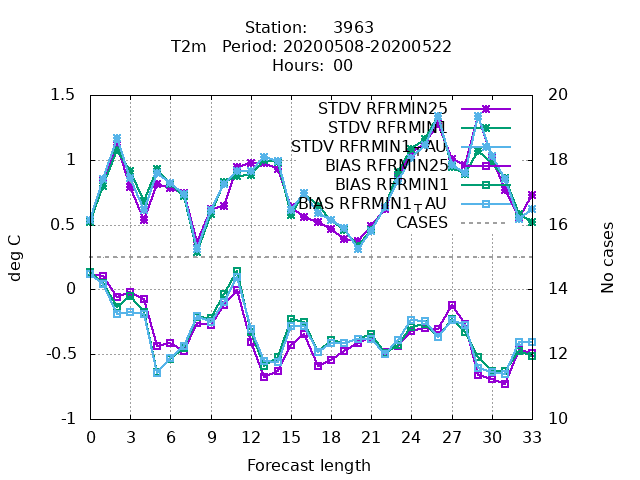 Station: 3963
T2m Period: 20200508-20200522
Hours: 00
1.5
1
0.5
0
-0.5
-1
deg C
20
18
16
14
12
10
No cases
STDV RFRMIN25
STDV RFRMIN1
STDV RFRMIN1_AU
BIAS RFRMIN25
BIAS RFRMIN1
BIAS RFRMIN1_AU
CASES
0 3 6 9 12 15 18 21 24 27 30 33
Forecast length